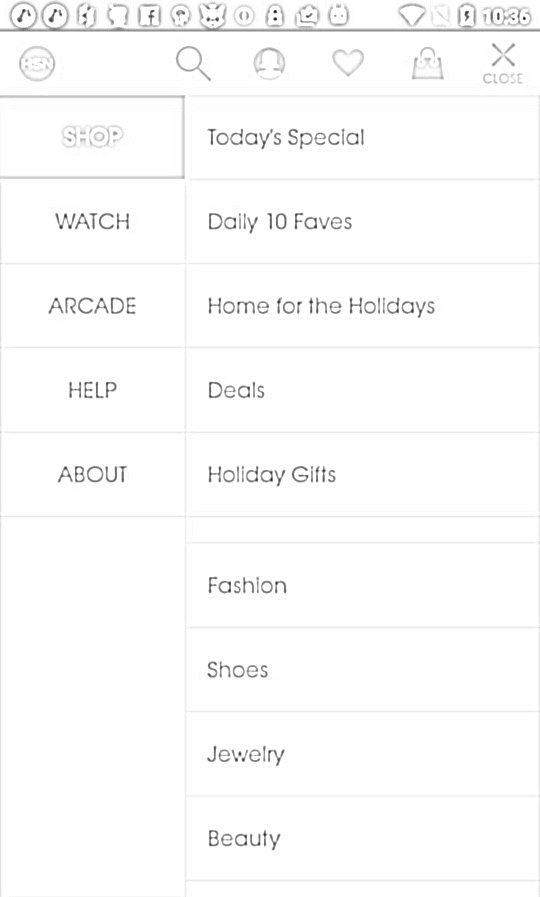 10:36
HSN
CLOSE
SHOP
WATCH
ARCADE
HELP
ABOUT
Today's Special
Daily 10 Faves
Home for the Holidays
Deals
Holiday Gifts
Fashion
Shoes
Jewelry
Beauty